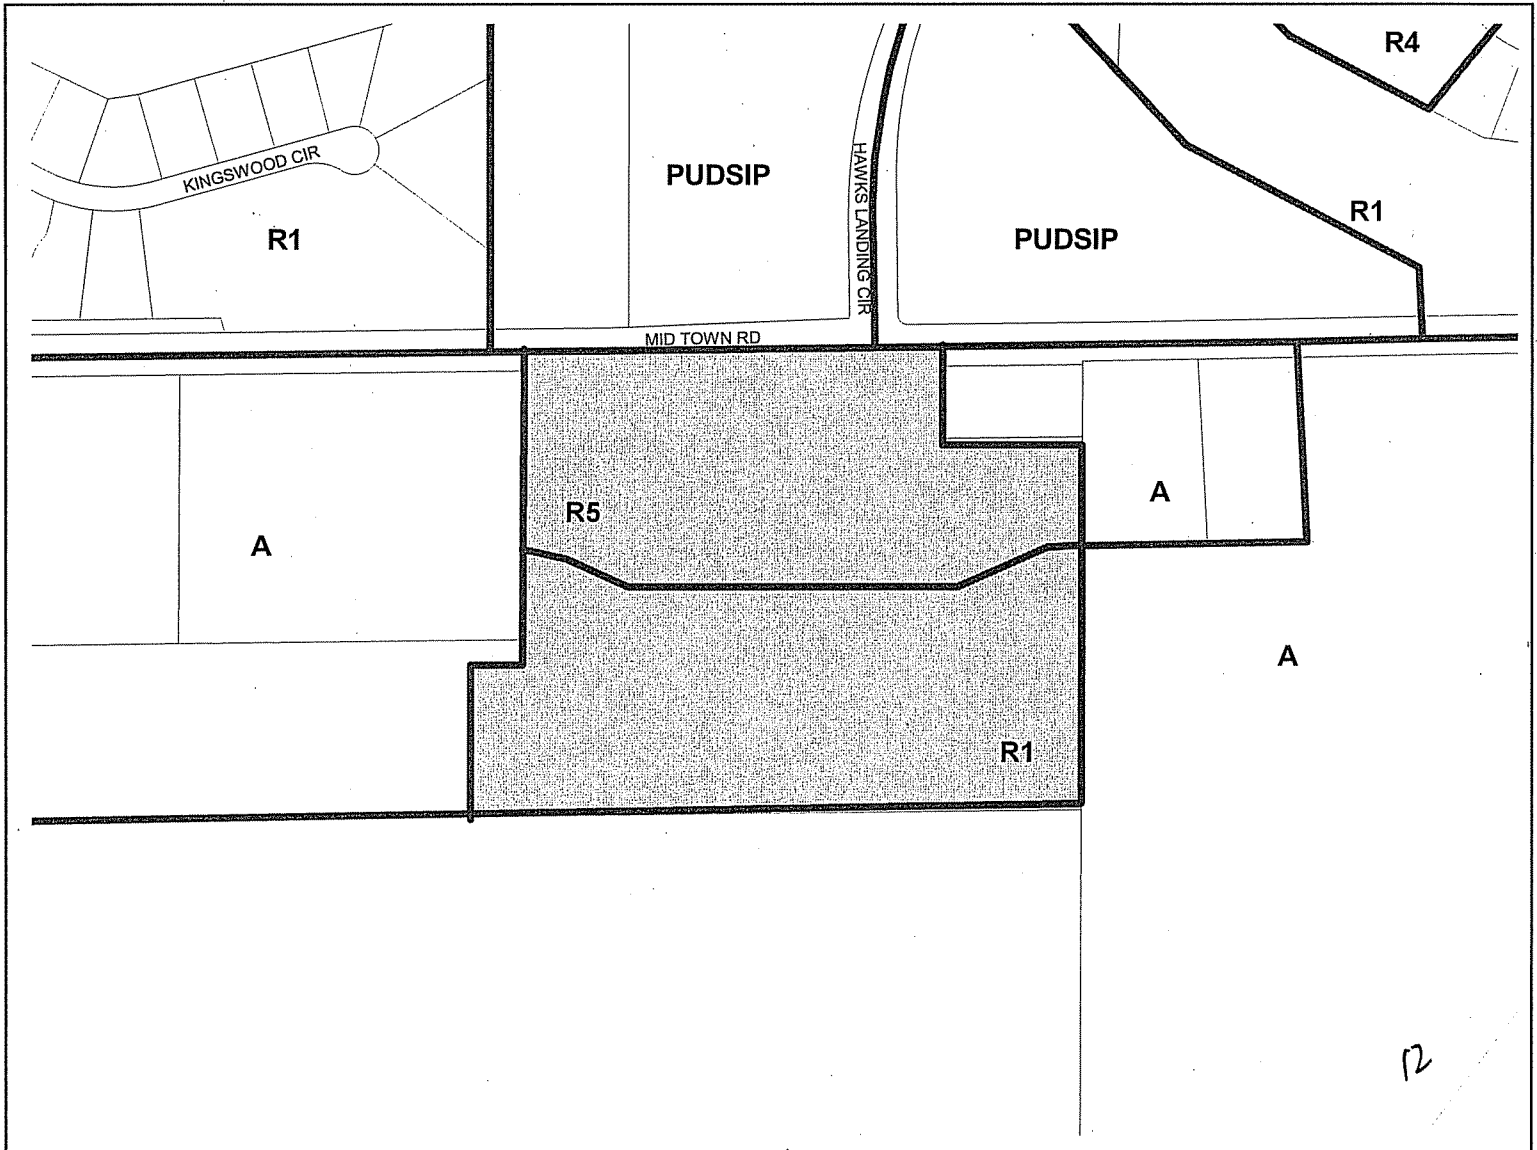 R4
PUDSIP
HAWKS LANDING CIR
KINGSWOOD CIR
R1
R1
PUDSIP
MID TOWN RD
A
R5
A
A
R1
12